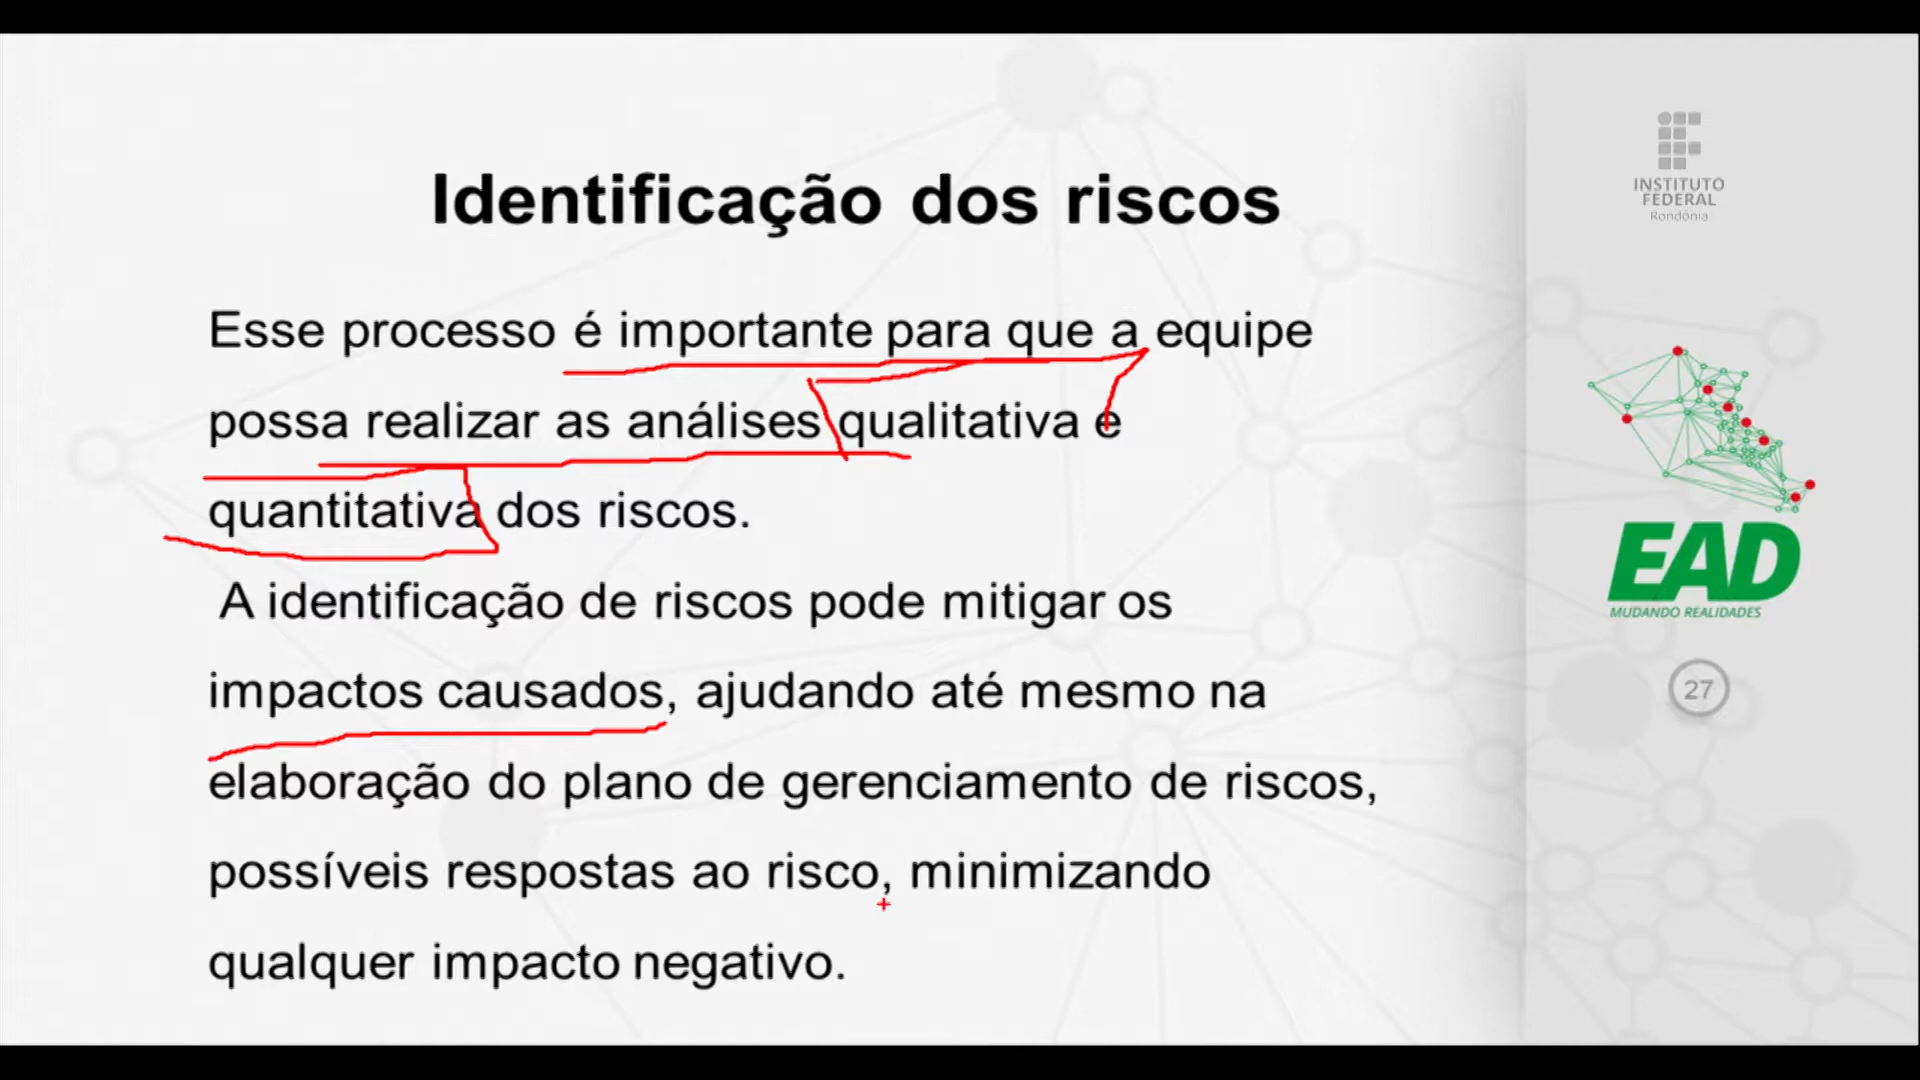 Identificação dos riscos
Esse processo é importante para que a equipe
possa realizar as análises qualitativa e
quantitativa dos riscos.
A identificação de riscos pode mitigar os
impactos causados, ajudando até mesmo na
elaboração do plano de gerenciamento de riscos,
possíveis respostas ao risco, minimizando
qualquer impacto negativo.
INSTITUTO
FEDERAL
Rondônia
EAD
MUDANDO REALIDADES
27